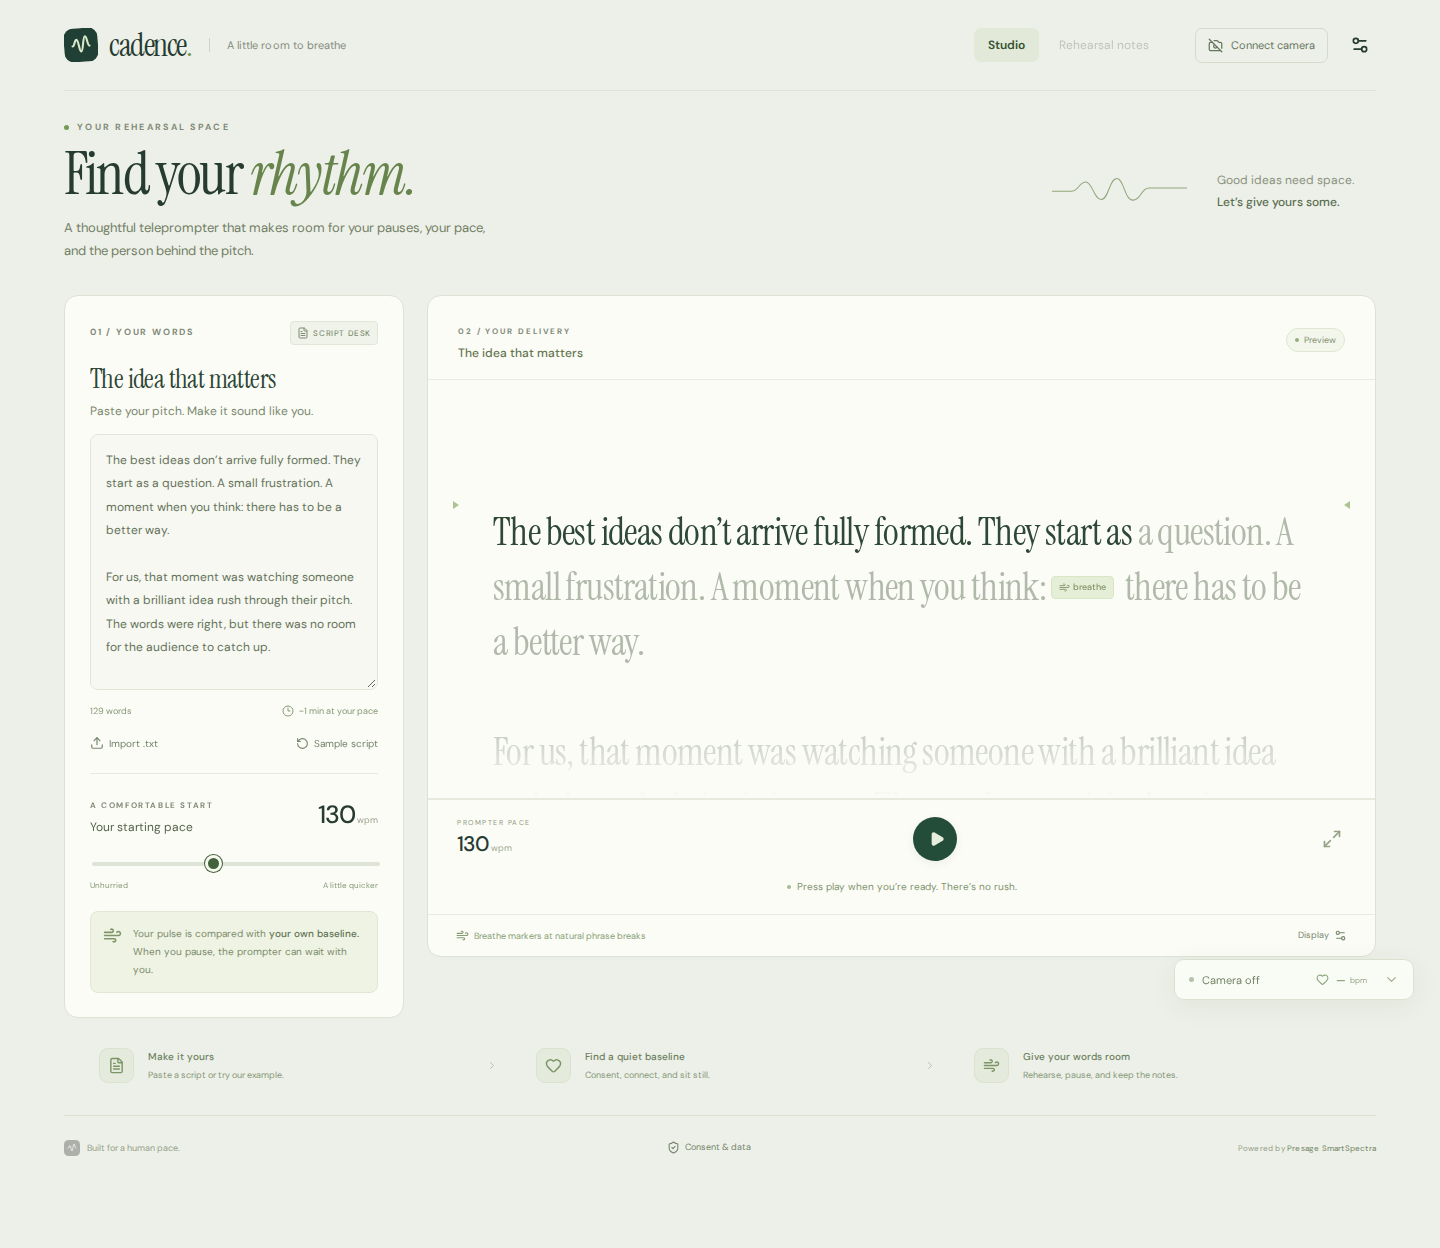 cadence.
A little room to breathe
Studio
Rehearsal notes
Connect camera
YOUR REHEARSAL SPACE
Find your rhythm.
A thoughtful teleprompter that makes room for your pauses, your pace,
and the person behind the pitch.
Good ideas need space.
Let's give yours some.
01 / YOUR WORDS
SCRIPT DESK
The idea that matters
Paste your pitch. Make it sound like you.
The best ideas don't arrive fully formed. They
start as a question. A small frustration. A
moment when you think: there has to be a
better way.
For us, that moment was watching someone
with a brilliant idea rush through their pitch.
The words were right, but there was no room
for the audience to catch up.
129 words
~1 min at your pace
Import .txt
Sample script
A COMFORTABLE START
Your starting pace
130 wpm
Unhurried
A little quicker
Your pulse is compared with your own baseline.
When you pause, the prompter can wait with
you.
02 / YOUR DELIVERY
The idea that matters
Preview
The best ideas don't arrive fully formed. They start as a question. A
small frustration. A moment when you think: breathe there has to be
a better way.
For us, that moment was watching someone with a brilliant idea
PROMPTER PACE
130 wpm
Press play when you're ready. There's no rush.
Breathe markers at natural phrase breaks
Display
Camera off
— bpm
Make it yours
Paste a script or try our example.
Find a quiet baseline
Consent, connect, and sit still.
Give your words room
Rehearse, pause, and keep the notes.
Built for a human pace.
Consent & data
Powered by Presage SmartSpectra